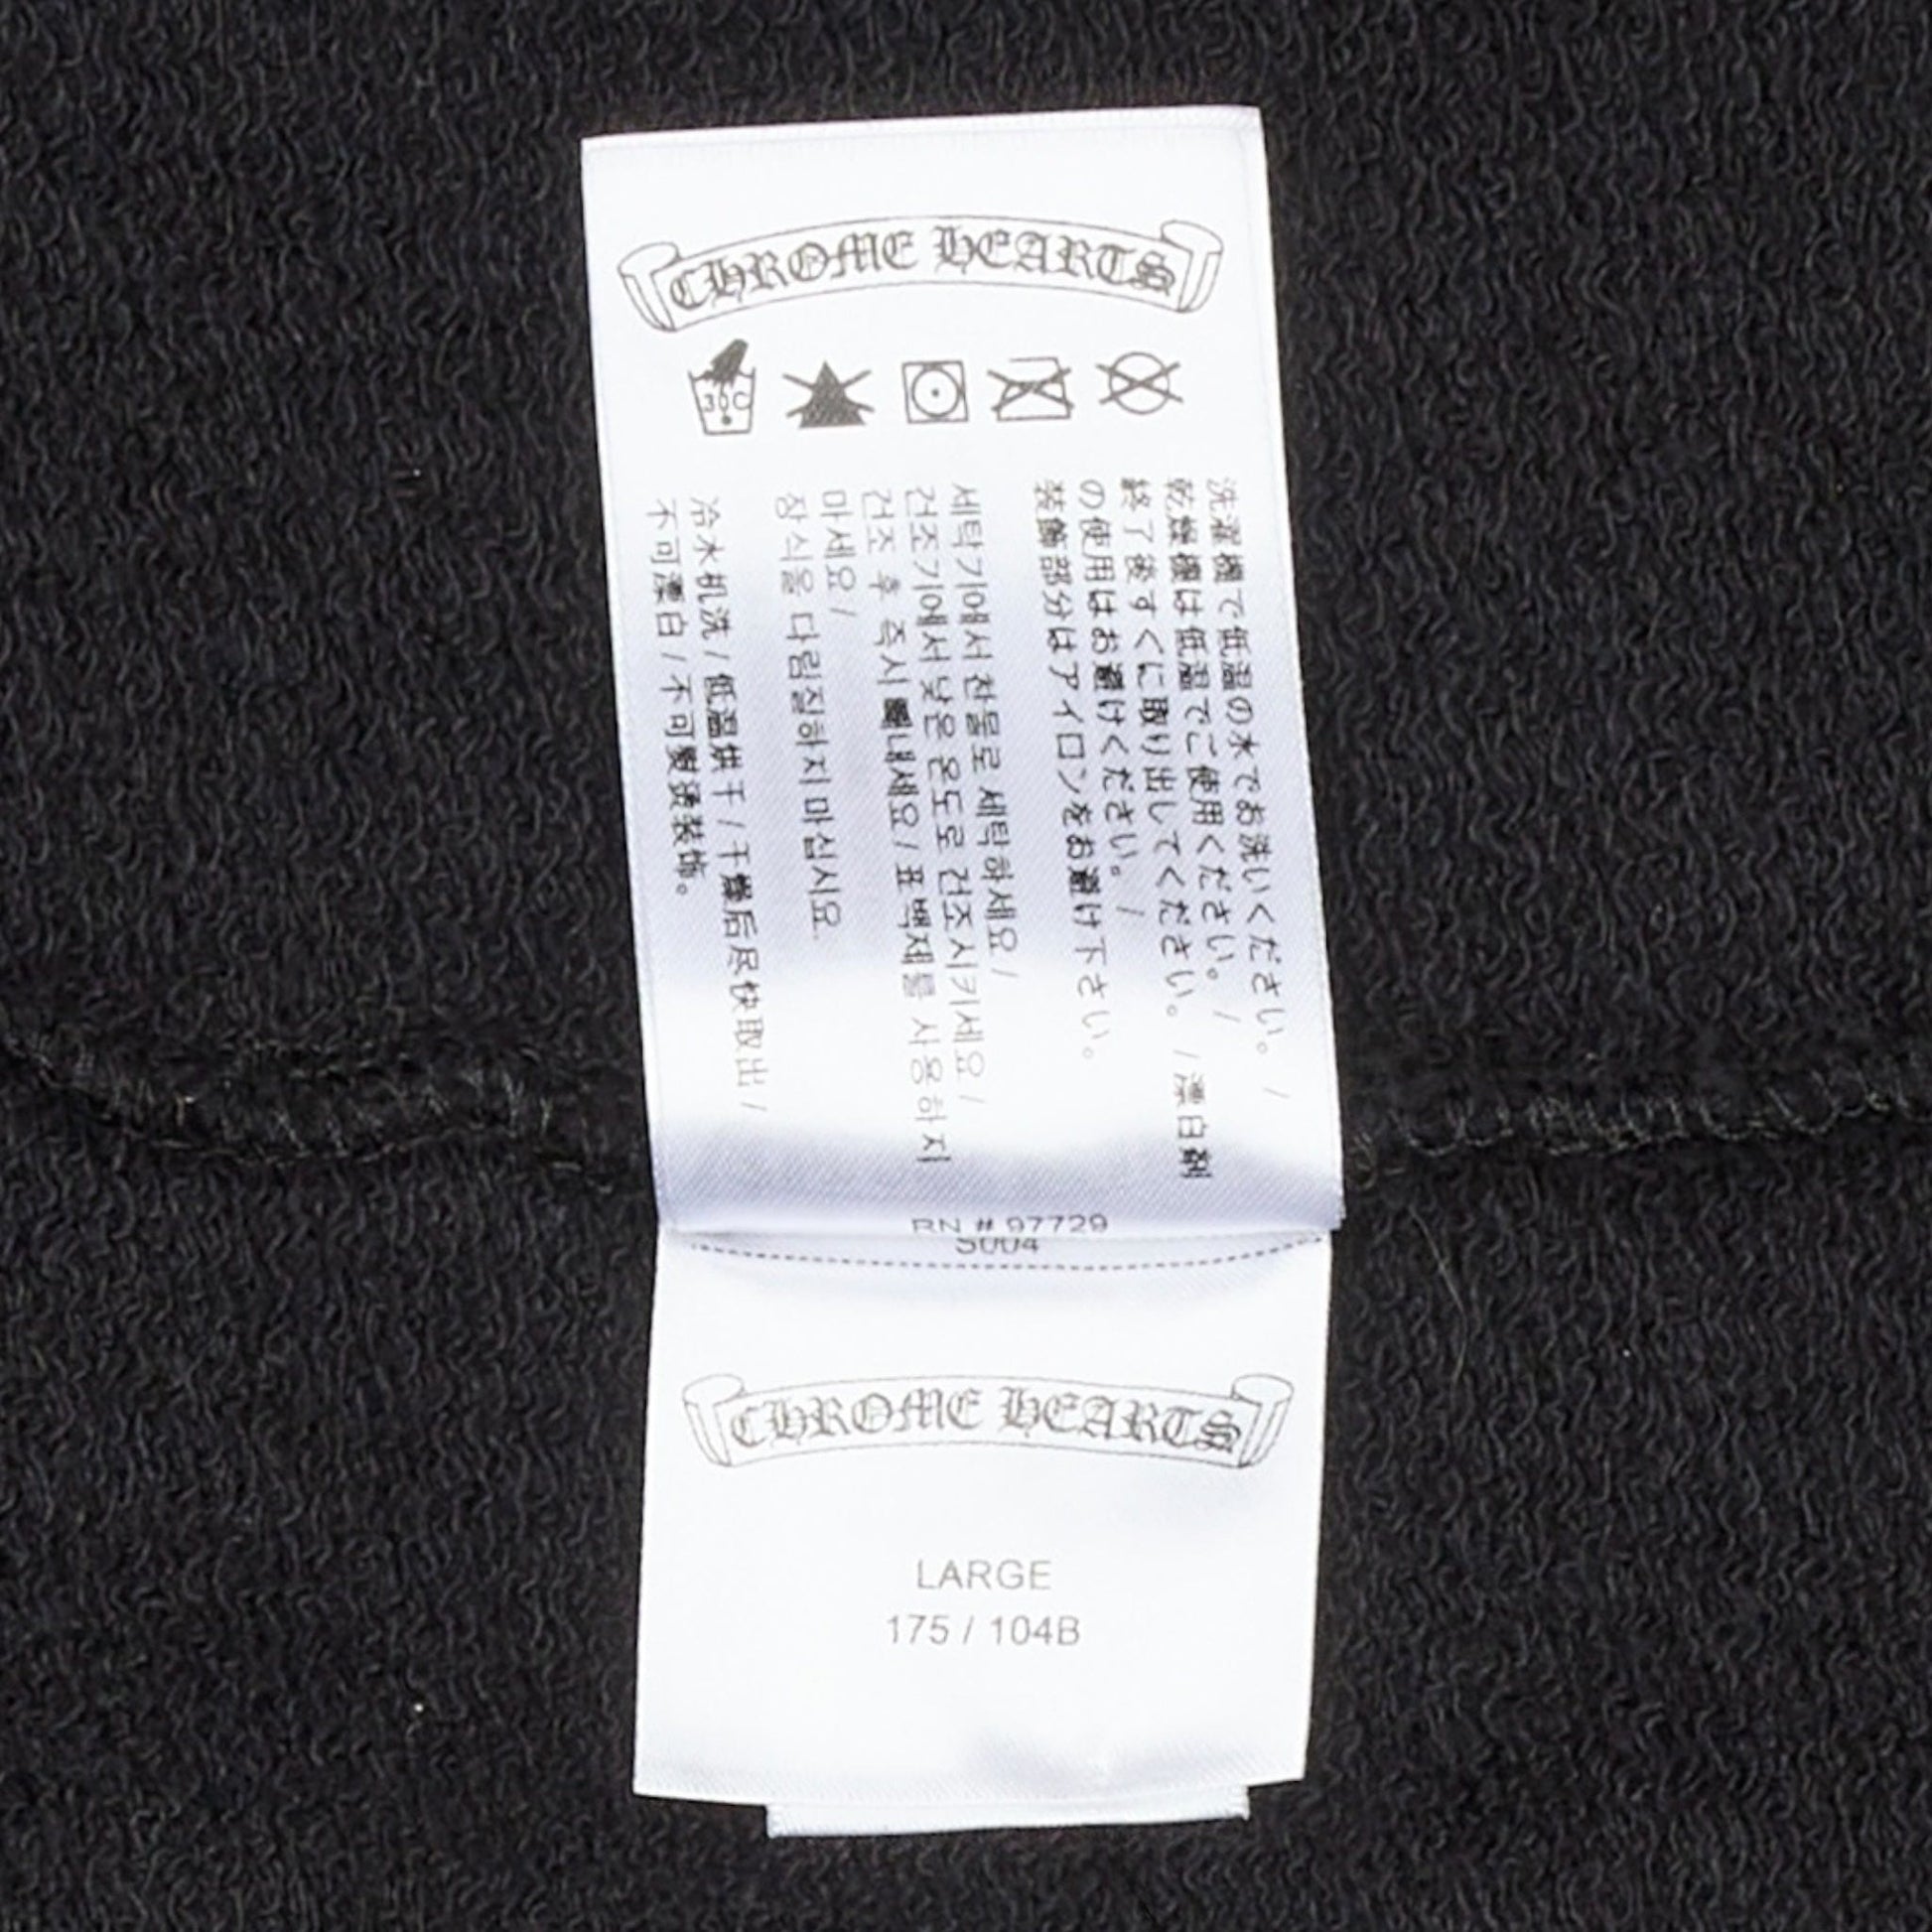 CHROME HEARTS
30C
洗濯機で低温の水でお洗いください。 /
乾燥機は低温でご使用ください。 /
終了後すぐに取り出してください。 / 漂白剤
の使用はお避けください。 /
装飾部分はアイロンをお避け下さい。
세탁기에서 찬물로 세탁하세요 /
건조기에서 낮은 온도로 건조시키세요 /
건조 후 즉시 빼내세요 / 표백제를 사용하지
마세요 /
장식을 다림질하지 마십시요.
冷水机洗 / 低温烘干 / 干燥后尽快取出 /
不可漂白 / 不可熨烫装饰。
RN # 97729
5004
CHROME HEARTS
LARGE
175 / 104B